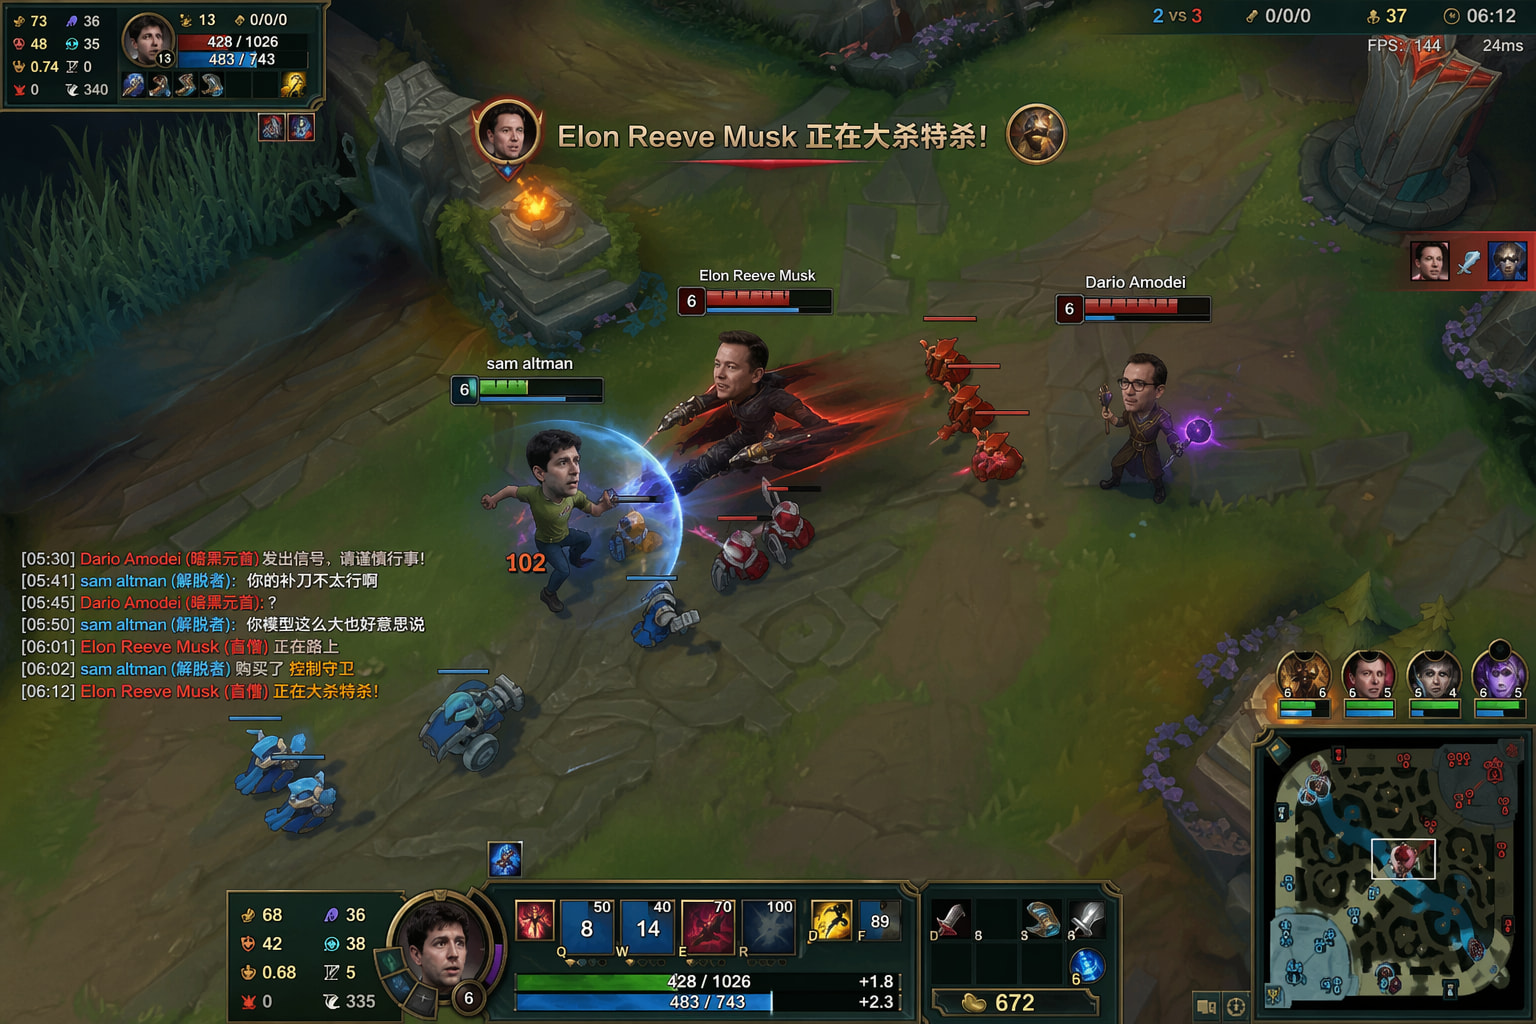 73 36 13 0/0/0
48 35 428 / 1026
0.74 0 13 483 / 743
0 340
2 vs 3 0/0/0 37 06:12
FPS: 144 24ms
Elon Reeve Musk 正在大杀特杀!
Elon Reeve Musk
6
Dario Amodei
6
sam altman
6
102
[05:30] Dario Amodei (暗黑元首) 发出信号, 请谨慎行事!
[05:41] sam altman (解脱者): 你的补刀不太行啊
[05:45] Dario Amodei (暗黑元首): ?
[05:50] sam altman (解脱者): 你模型这么大也好意思说
[06:01] Elon Reeve Musk (盲僧) 正在路上
[06:02] sam altman (解脱者) 购买了 控制守卫
[06:12] Elon Reeve Musk (盲僧) 正在大杀特杀!
6 6 6 5 5 4 6 5
68 36
42 38
0.68 5
0 335
6
50 40 70 100
8 14 89
Q W E R D F
428 / 1026 +1.8
483 / 743 +2.3
D 8 3 8
6
672